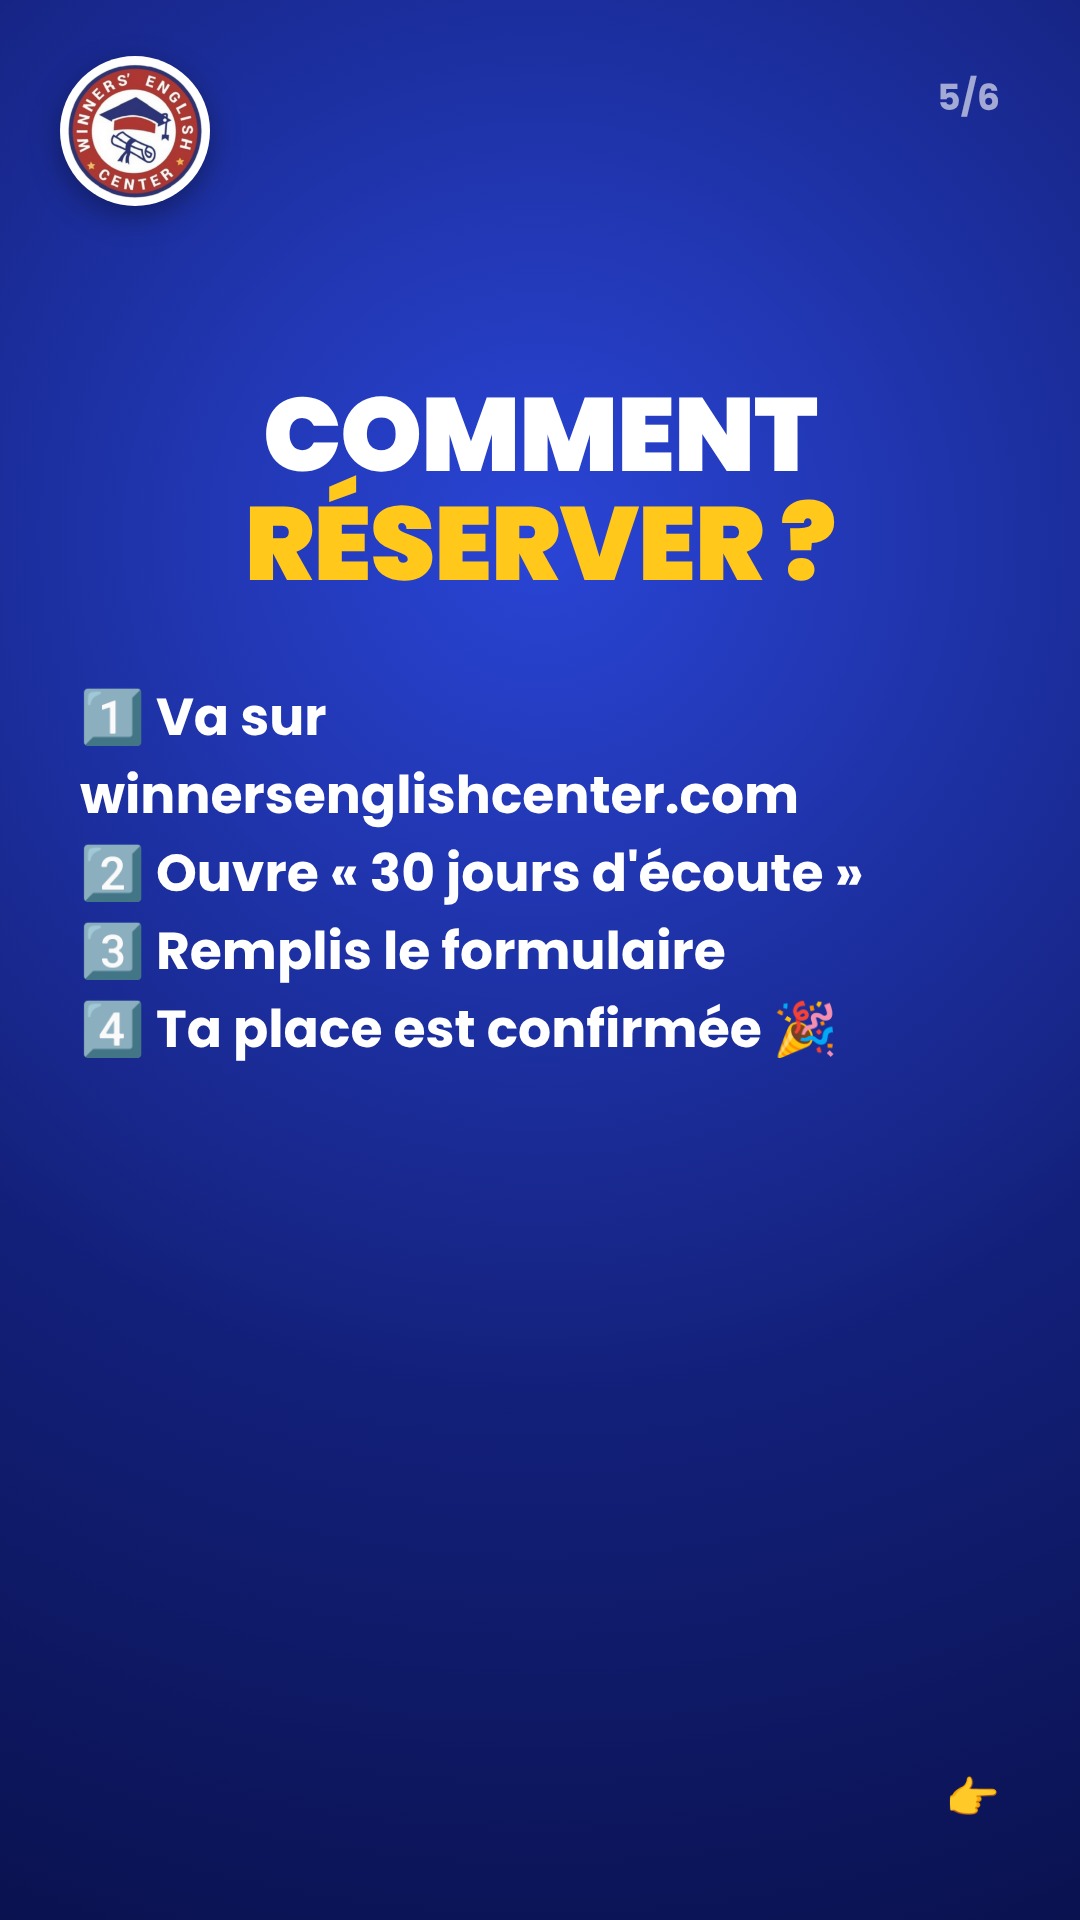 WINNERS' ENGLISH
CENTER
5/6
COMMENT
RÉSERVER ?
1️⃣ Va sur
winnersenglishcenter.com
2️⃣ Ouvre « 30 jours d'écoute »
3️⃣ Remplis le formulaire
4️⃣ Ta place est confirmée 🎉
👉